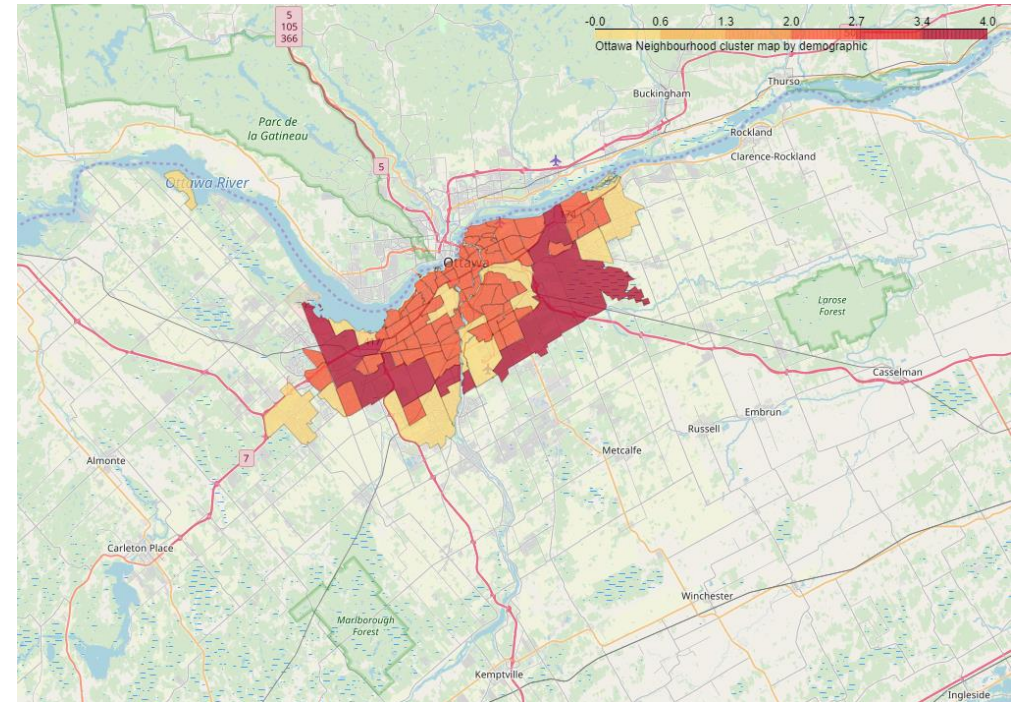 5
105
366
-0.0 0.6 1.3 2.0 2.7 3.4 4.0
Ottawa Neighbourhood cluster map by demographic
Thurso
Buckingham
Parc de
la Gatineau
Rockland
Clarence-Rockland
5
Ottawa River
Ottawa
Larose
Forest
Casselman
Embrun
Russell
Metcalfe
7
Almonte
Carleton Place
Winchester
Marlborough
Forest
Kemptville
Ingleside